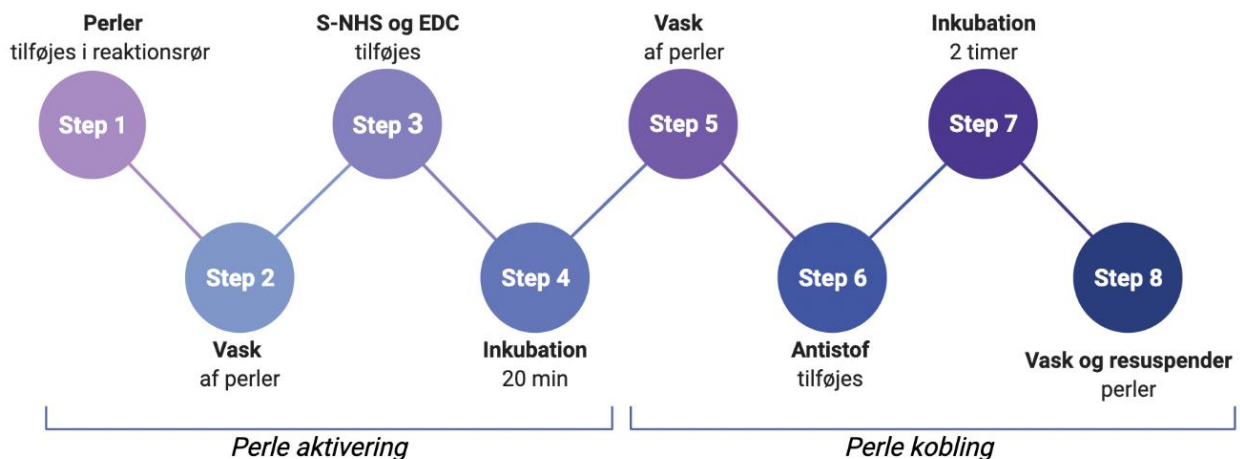 Perler
tilføjes i reaktionsrør
Step 1
Step 2
Vask
af perler
S-NHS og EDC
tilføjes
Step 3
Step 4
Inkubation
20 min
Vask
af perler
Step 5
Step 6
Antistof
tilføjes
Inkubation
2 timer
Step 7
Step 8
Vask og resuspender
perler
Perle aktivering
Perle kobling